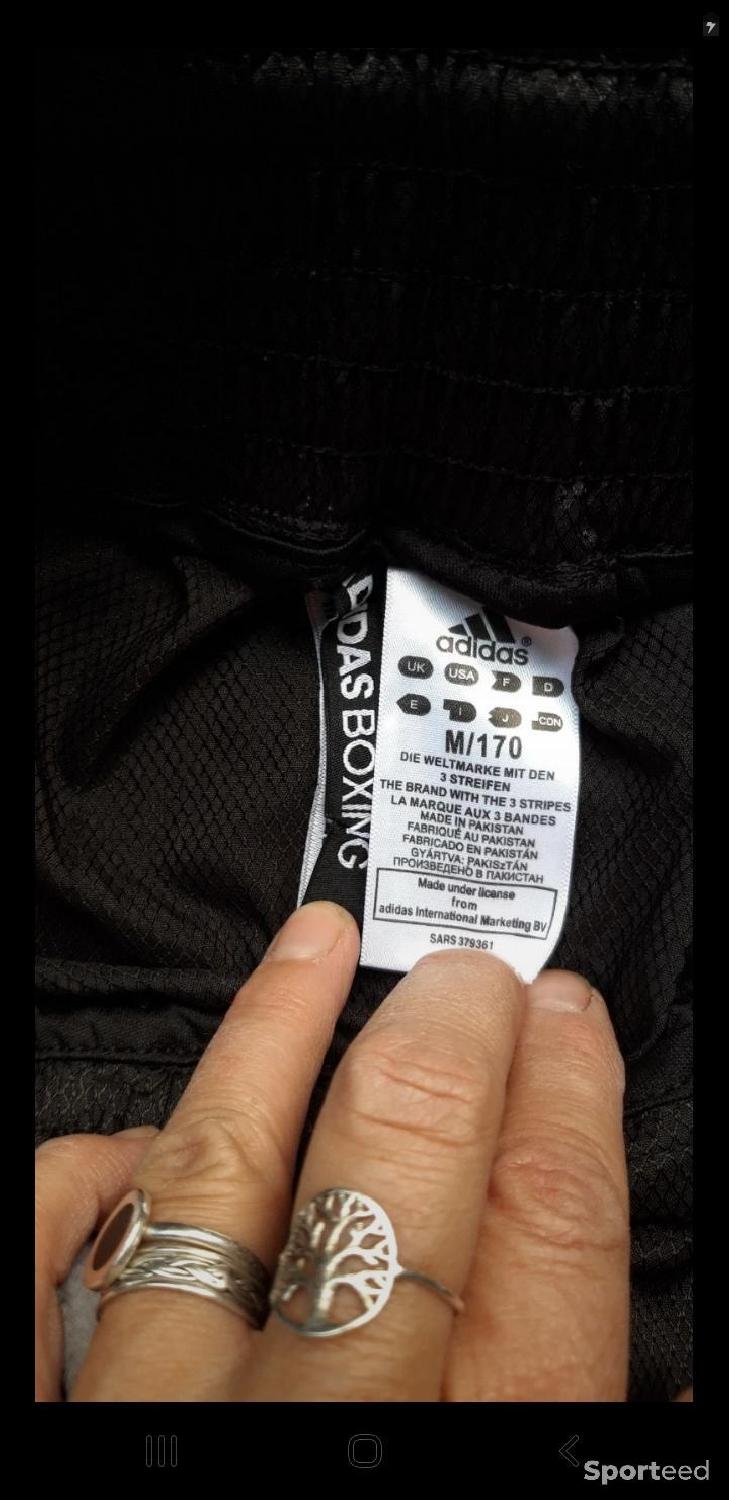 ADIDAS BOXING
adidas®
UK USA F D
E I J CDN
M/170
DIE WELTMARKE MIT DEN
3 STREIFEN
THE BRAND WITH THE 3 STRIPES
LA MARQUE AUX 3 BANDES
MADE IN PAKISTAN
FABRIQUÉ AU PAKISTAN
FABRICADO EN PAKISTÁN
GYÁRTVA: PAKISzTÁN
ПРОИЗВЕДЕНО В ПАКИСТАН
Made under license
from
adidas International Marketing BV
SARS 379361
Sporteed